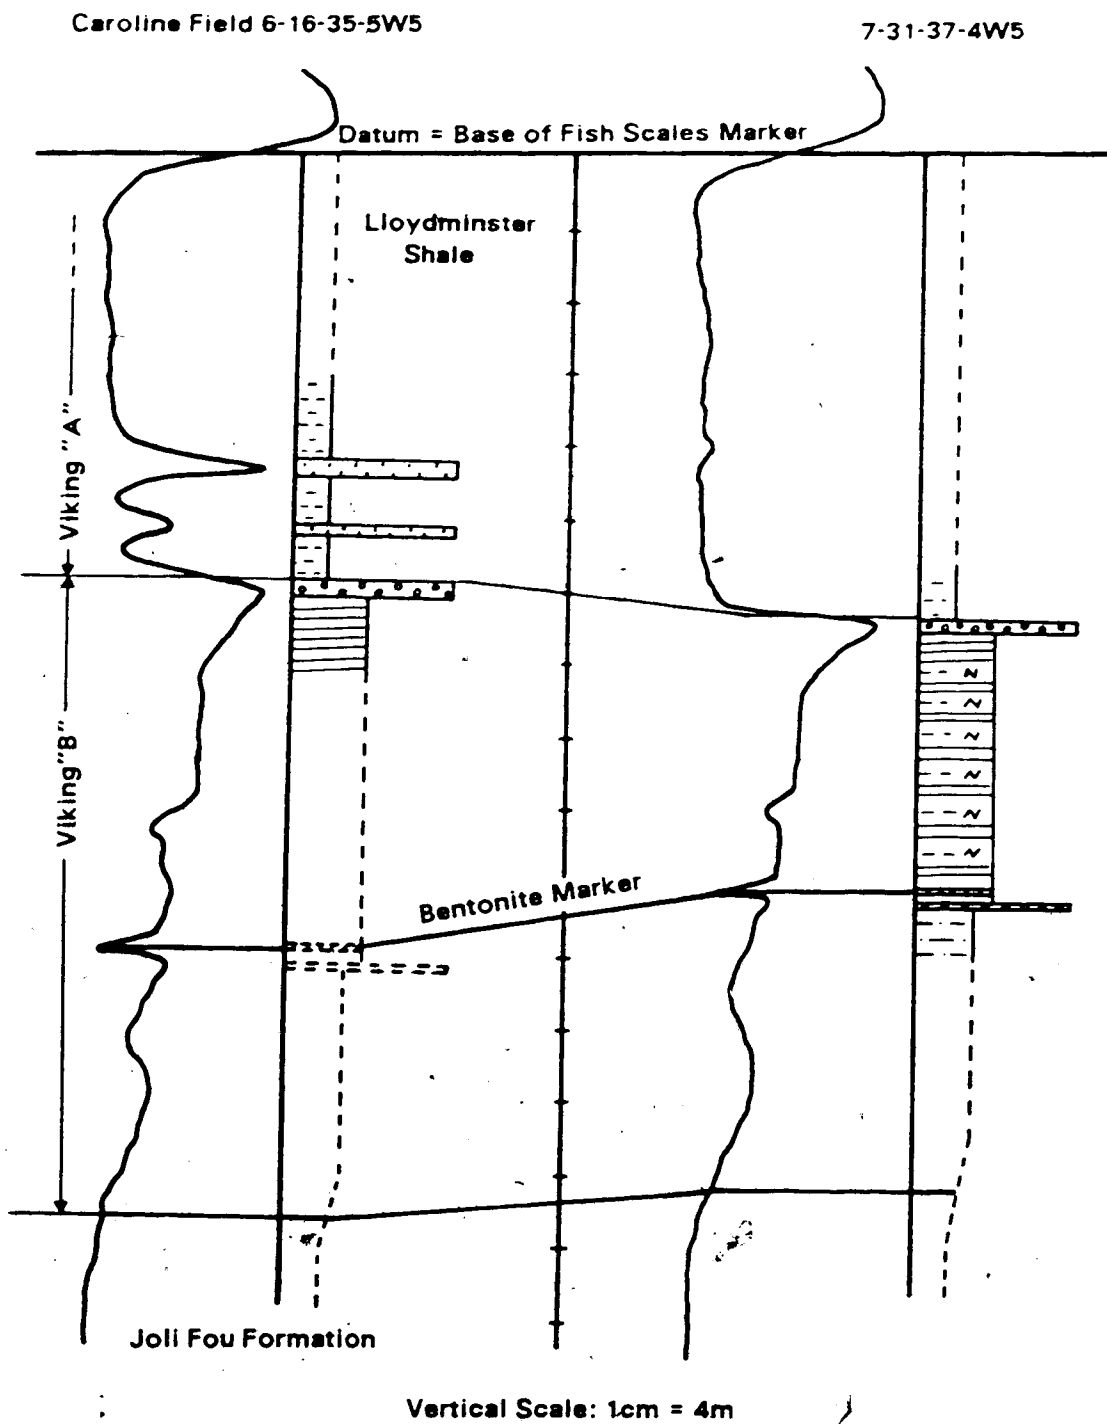 Caroline Field 6-16-35-5W5
7-31-37-4W5
Datum = Base of Fish Scales Marker
Lloydminster
Shale
Viking "A"
Viking "B"
Bentonite Marker
Joli Fou Formation
Vertical Scale: 1cm = 4m